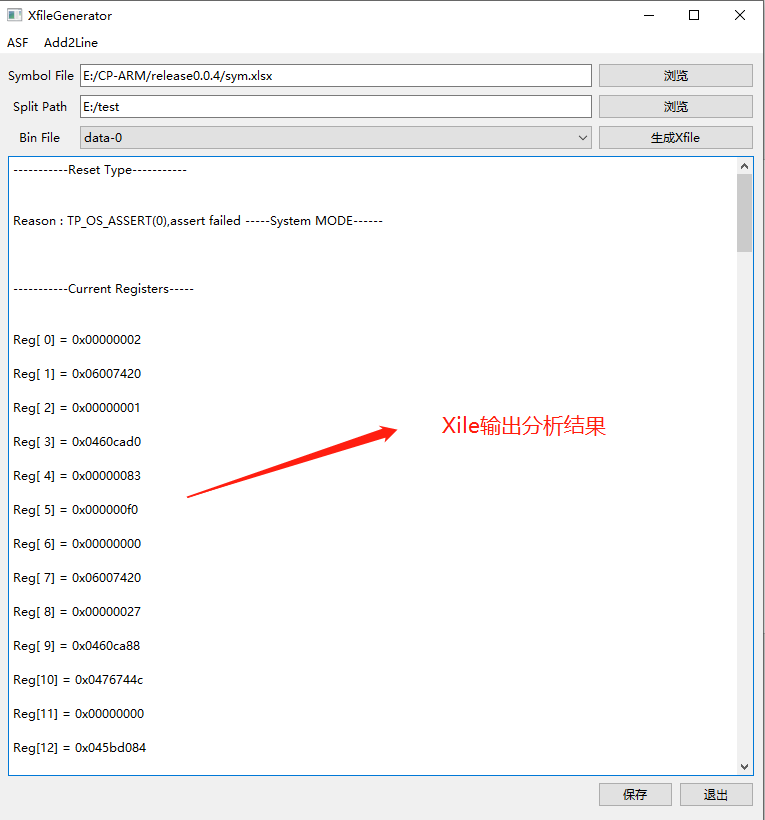 XfileGenerator
ASF Add2Line
Symbol File E:/CP-ARM/release0.0.4/sym.xlsx 浏览
Split Path E:/test 浏览
Bin File data-0 生成Xfile
-----------Reset Type-----------
Reason : TP_OS_ASSERT(0),assert failed -----System MODE------
-----------Current Registers-----
Reg[ 0] = 0x00000002
Reg[ 1] = 0x06007420
Reg[ 2] = 0x00000001
Xile输出分析结果
Reg[ 3] = 0x0460cad0
Reg[ 4] = 0x00000083
Reg[ 5] = 0x000000f0
Reg[ 6] = 0x00000000
Reg[ 7] = 0x06007420
Reg[ 8] = 0x00000027
Reg[ 9] = 0x0460ca88
Reg[10] = 0x0476744c
Reg[11] = 0x00000000
Reg[12] = 0x045bd084
保存 退出